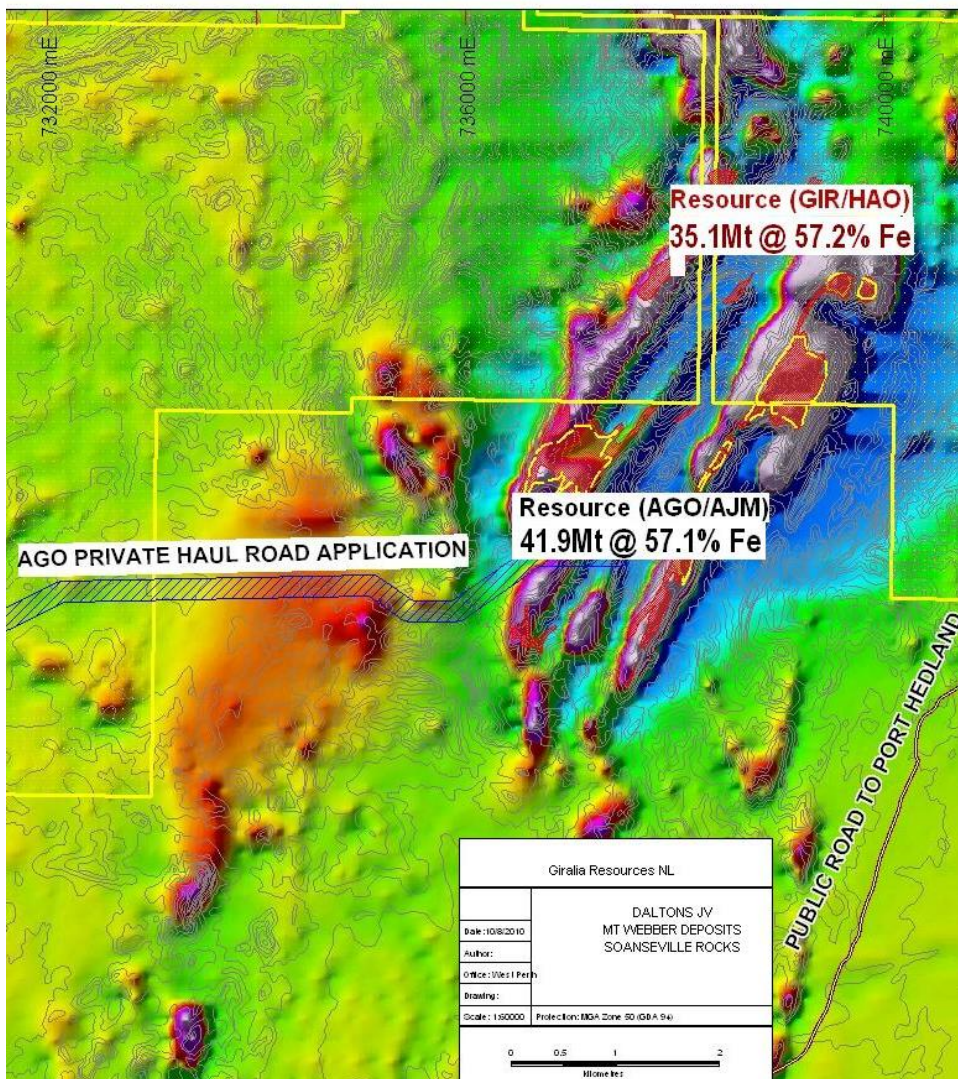 732000 mE
736000 mE
740000 mE
Resource (GIR/HAO)
35.1Mt @ 57.2% Fe
Resource (AGO/AJM)
41.9Mt @ 57.1% Fe
AGO PRIVATE HAUL ROAD APPLICATION
PUBLIC ROAD TO PORT HEDLAND
Giralia Resources NL
DALTONS JV
MT WEBBER DEPOSITS
SOANSEVILLE ROCKS
Date: 10/8/2010
Author:
Office: West Perth
Drawing:
Scale: 1:60000
Projection: MGA Zone 50 (GDA 94)
0 0.5 1 2
kilometres